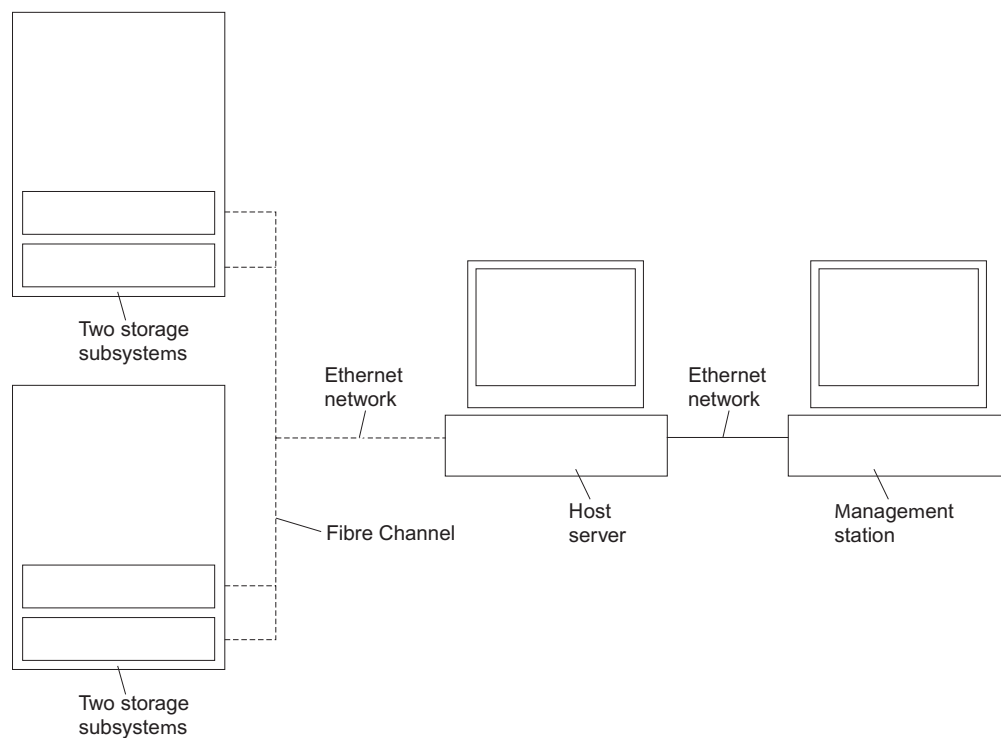 Two storage
subsystems
Ethernet
network
Ethernet
network
Host
server
Management
station
Fibre Channel
Two storage
subsystems